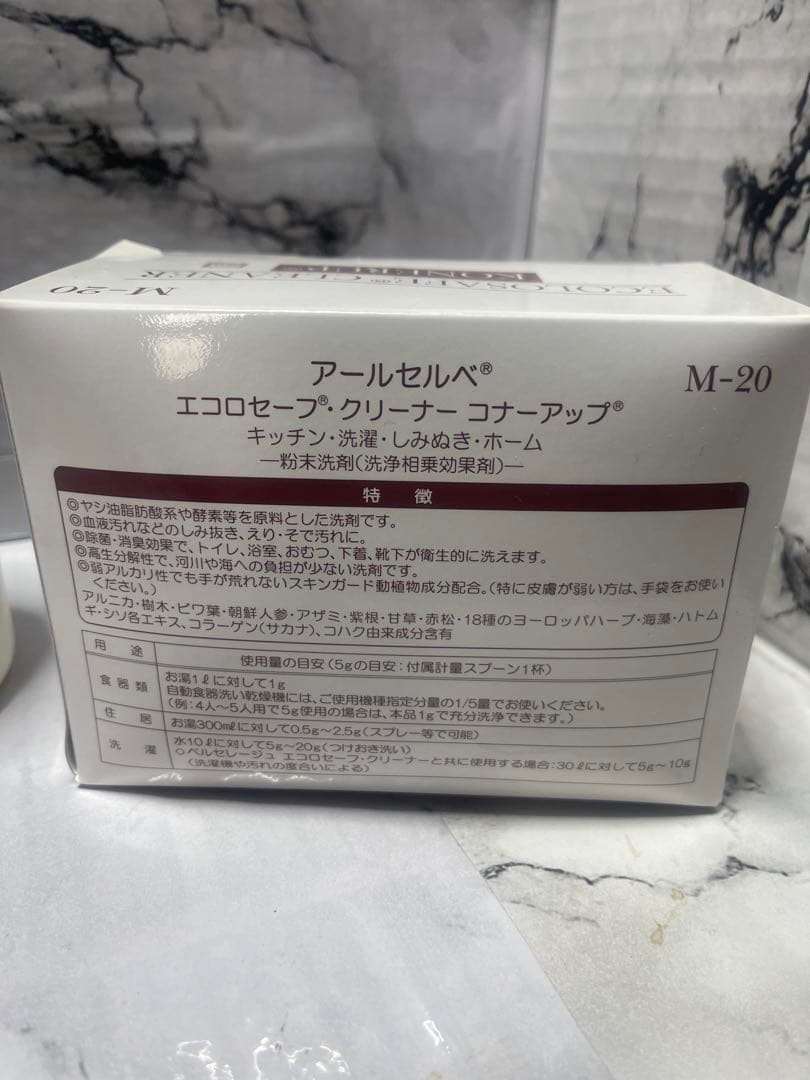 ECOLOSAFE® CLEANER
KONERUPS®
M-20
アールセルベ®
M-20
エコロセーフ®・クリーナー コナーアップ®
キッチン・洗濯・しみぬき・ホーム
―粉末洗剤(洗浄相乗効果剤)―
特 徴
◎ヤシ油脂肪酸系や酵素等を原料とした洗剤です。
◎血液汚れなどのしみ抜き、えり・そで汚れに。
◎除菌・消臭効果で、トイレ、浴室、おむつ、下着、靴下が衛生的に洗えます。
◎高生分解性で、河川や海への負担が少ない洗剤です。
◎弱アルカリ性でも手が荒れないスキンガード動植物成分配合。(特に皮膚が弱い方は、手袋をお使い
ください。)
アルニカ・樹木・ビワ葉・朝鮮人参・アザミ・紫根・甘草・赤松・18種のヨーロッパハーブ・海藻・ハトム
ギ・シソ各エキス、コラーゲン(サカナ)、コハク由来成分含有
用 途 使用量の目安(5gの目安:付属計量スプーン1杯)
食器類 お湯1ℓに対して1g
自動食器洗い乾燥機には、ご使用機種指定分量の1/5量でお使いください。
(例:4人~5人用で5g使用の場合は、本品1gで充分洗浄できます。)
住 居 お湯300mℓに対して0.5g~2.5g(スプレー等で可能)
洗 濯 水10ℓに対して5g~20g(つけおき洗い)
○ベルセレージュ エコロセーフ・クリーナーと共に使用する場合:30ℓに対して5g~10g
(洗濯機や汚れの度合いによる)